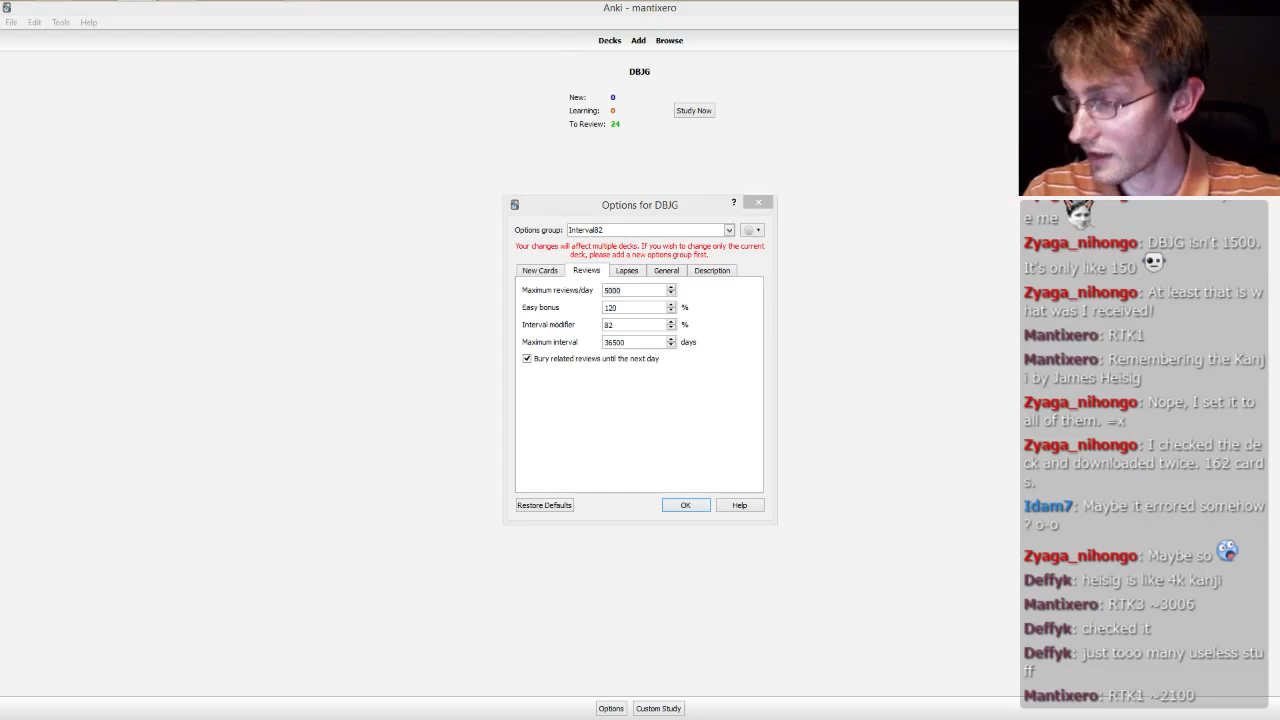 Anki - mantixero
File Edit Tools Help
Decks Add Browse
DBJG
New: 0
Learning: 0
To Review: 24
Study Now
Options for DBJG
?
Options group: Interval82
Your changes will affect multiple decks. If you wish to change only the current
deck, please add a new options group first.
New Cards Reviews Lapses General Description
Maximum reviews/day 5000
Easy bonus 120 %
Interval modifier 82 %
Maximum interval 36500 days
Bury related reviews until the next day
Restore Defaults OK Help
Options Custom Study
e me
Zyaga_nihongo: DBJG isn't 1500.
It's only like 150
Zyaga_nihongo: At least that is w
hat was I received!
Mantixero: RTK1
Mantixero: Remembering the Kanj
i by James Heisig
Zyaga_nihongo: Nope, I set it to
all of them. =x
Zyaga_nihongo: I checked the de
ck and downloaded twice. 162 card
s.
Idam7: Maybe it errored somehow
? o-o
Zyaga_nihongo: Maybe so
Deffyk: heisig is like 4k kanji
Mantixero: RTK3 ~3006
Deffyk: checked it
Deffyk: just tooo many useless stu
ff
Mantixero: RTK1 ~2100